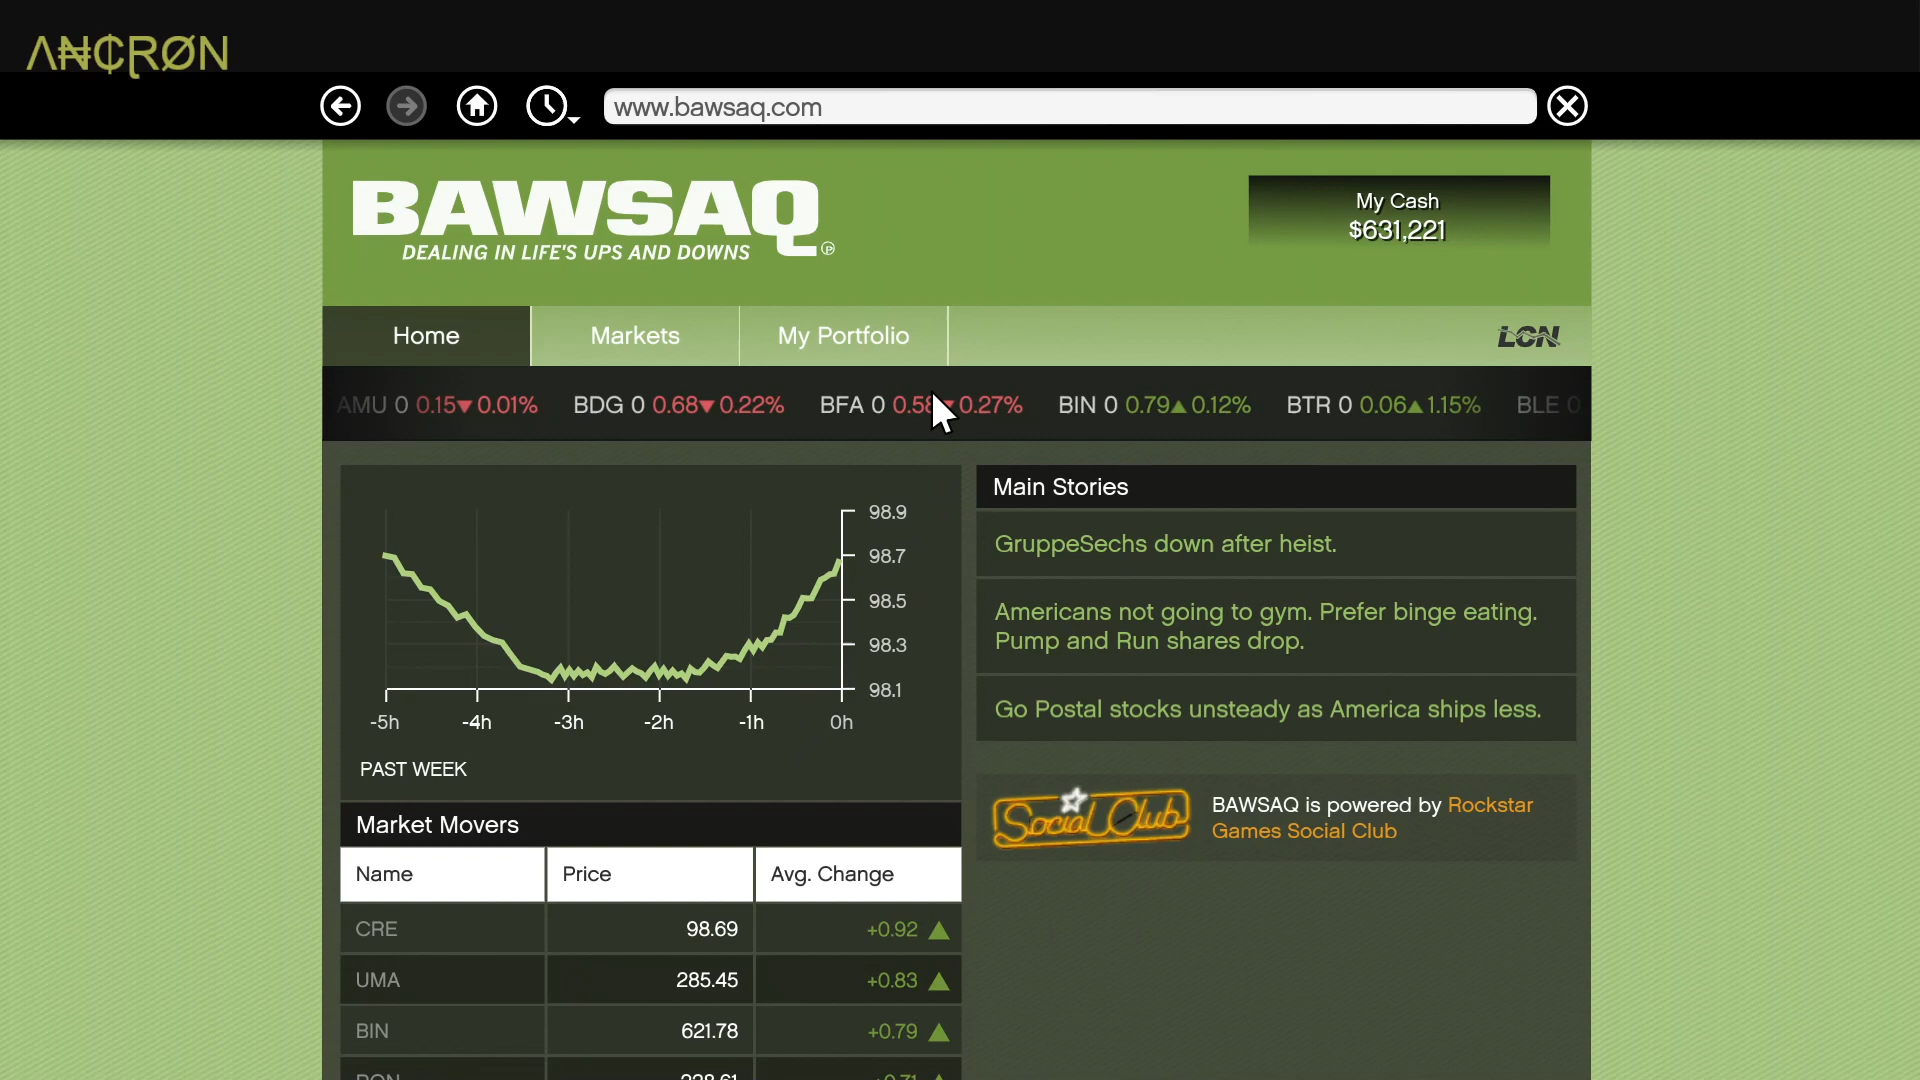 ΛNCRØN
www.bawsaq.com
BAWSAQ
DEALING IN LIFE'S UPS AND DOWNS
My Cash
$631,221
Home Markets My Portfolio LCN
AMU 0 0.15▼0.01% BDG 0 0.68▼0.22% BFA 0 0.58▼0.27% BIN 0 0.79▲0.12% BTR 0 0.06▲1.15% BLE 0
98.9
98.7
98.5
98.3
98.1
-5h -4h -3h -2h -1h 0h
PAST WEEK
Main Stories
GruppeSechs down after heist.
Americans not going to gym. Prefer binge eating.
Pump and Run shares drop.
Go Postal stocks unsteady as America ships less.
Social Club
BAWSAQ is powered by Rockstar
Games Social Club
Market Movers
Name Price Avg. Change
CRE 98.69 +0.92 ▲
UMA 285.45 +0.83 ▲
BIN 621.78 +0.79 ▲